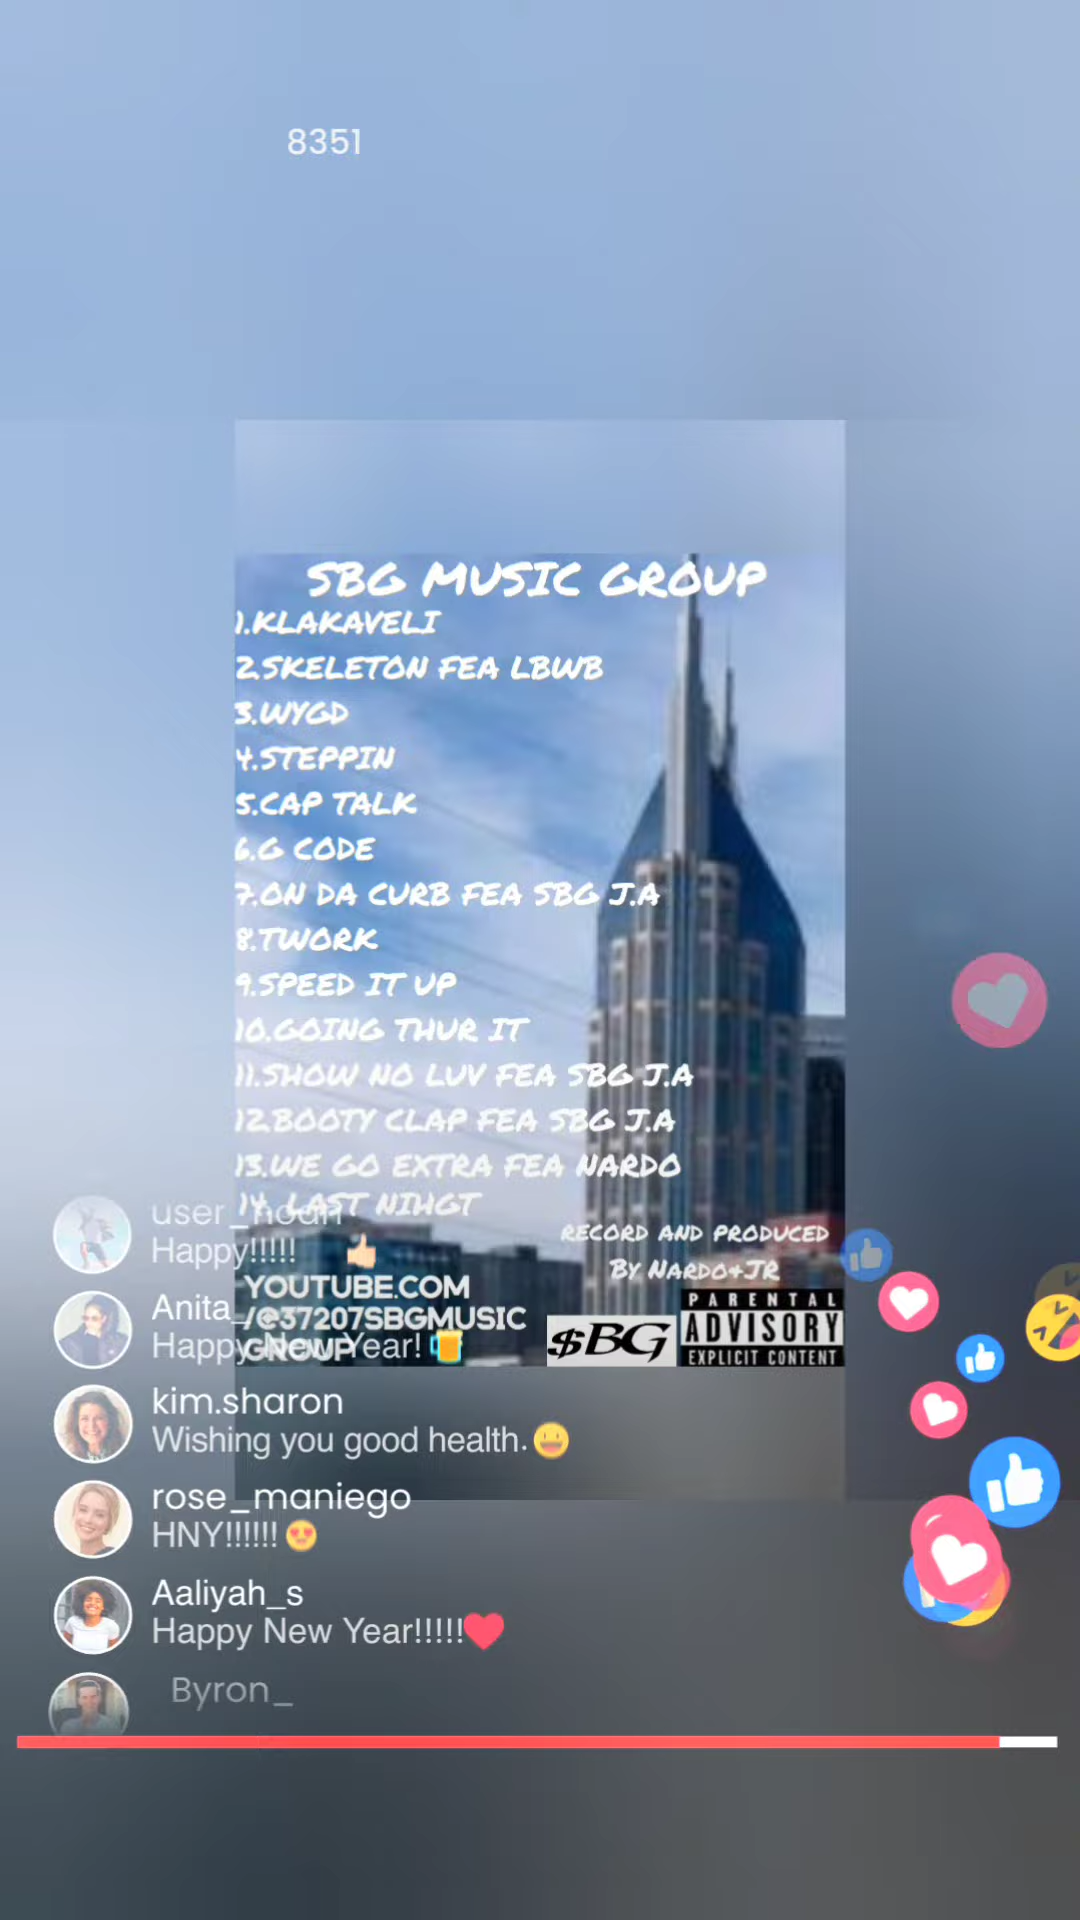 8351
SBG MUSIC GROUP
1.KLAKAVELI
2.SKELETON FEA LBWB
3.WYGD
4.STEPPIN
5.CAP TALK
6.G CODE
7.ON DA CURB FEA SBG J.A
8.TWORK
9.SPEED IT UP
10.GOING THUR IT
11.SHOW NO LUV FEA SBG J.A
12.BOOTY CLAP FEA SBG J.A
13.WE GO EXTRA FEA NARDO
14. LAST NIHGT
RECORD AND PRODUCED
BY NARDO+JR
YOUTUBE.COM
/@37207SBGMUSIC
GROUP
$BG
PARENTAL
ADVISORY
EXPLICIT CONTENT
user_noah
Happy!!!!! 👍🏻
Anita_
Happy New Year! 🍺
kim.sharon
Wishing you good health. 😀
rose_maniego
HNY!!!!!! 😍
Aaliyah_s
Happy New Year!!!!!❤️
Byron_